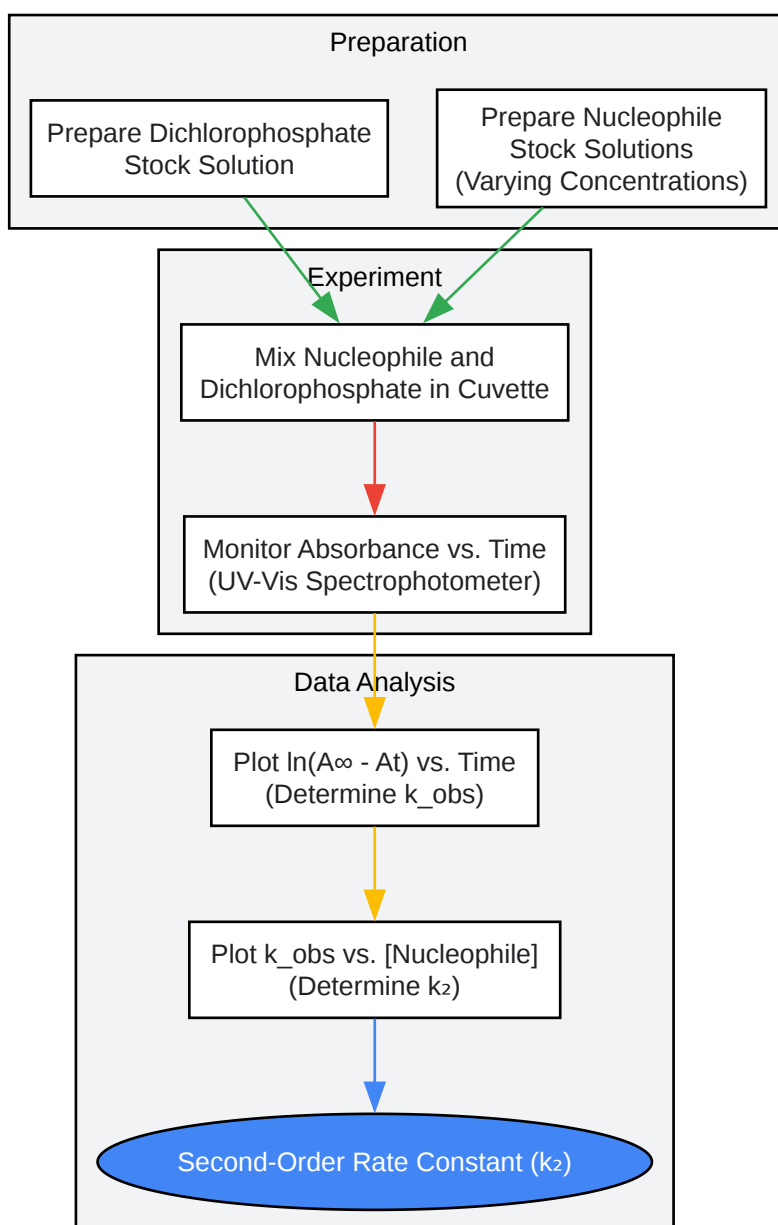 Preparation
Prepare Dichlorophosphate
Stock Solution
Prepare Nucleophile
Stock Solutions
(Varying Concentrations)
Experiment
Mix Nucleophile and
Dichlorophosphate in Cuvette
Monitor Absorbance vs. Time
(UV-Vis Spectrophotometer)
Data Analysis
Plot ln(A∞ - At) vs. Time
(Determine k_obs)
Plot k_obs vs. [Nucleophile]
(Determine k₂)
Second-Order Rate Constant (k₂)